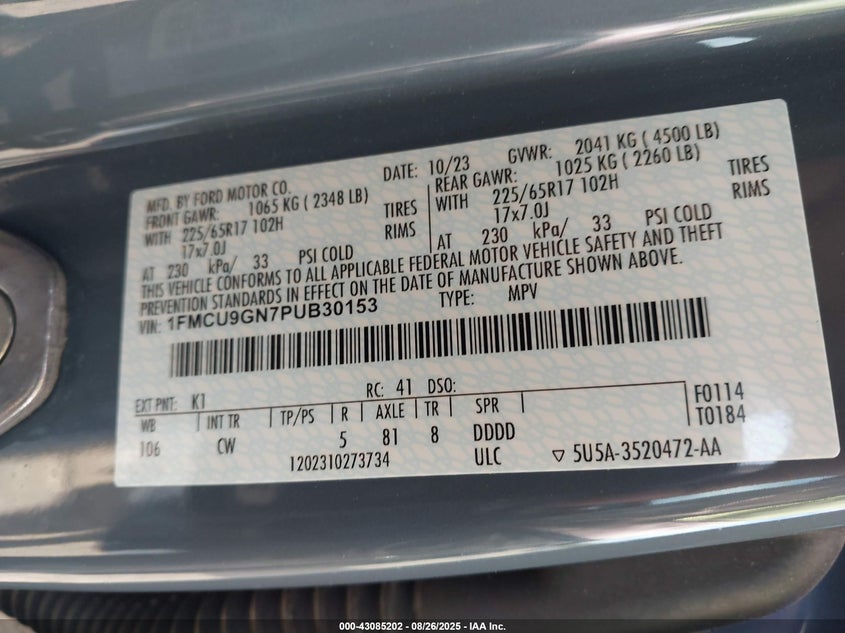 MFD. BY FORD MOTOR CO.
DATE: 10/23 GVWR: 2041 KG ( 4500 LB)
FRONT GAWR: 1065 KG ( 2348 LB)
REAR GAWR: 1025 KG ( 2260 LB)
WITH 225/65R17 102H TIRES
WITH 225/65R17 102H TIRES
17x7.0J RIMS
17x7.0J RIMS
AT 230 kPa/ 33 PSI COLD
AT 230 kPa/ 33 PSI COLD
THIS VEHICLE CONFORMS TO ALL APPLICABLE FEDERAL MOTOR VEHICLE SAFETY AND THEFT
PREVENTION STANDARDS IN EFFECT ON THE DATE OF MANUFACTURE SHOWN ABOVE.
VIN: 1FMCU9GN7PUB30153 TYPE: MPV
EXT PNT: K1 RC: 41 DSO:
WB INT TR TP/PS R AXLE TR SPR
106 CW 5 81 8 DDDD
F0114
T0184
1202310273734 ULC ▽ 5U5A-3520472-AA
000-43085202 - 08/26/2025 - IAA Inc.